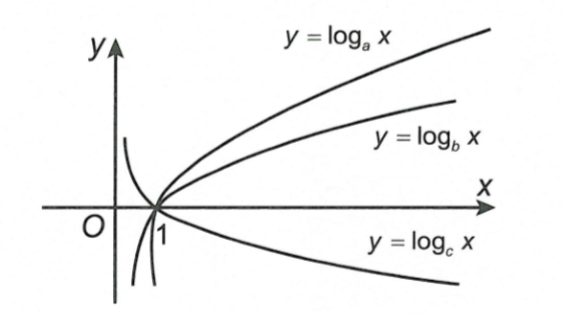 y = logₐ x
y
y = log_b x
x
O
1
y = log_c x